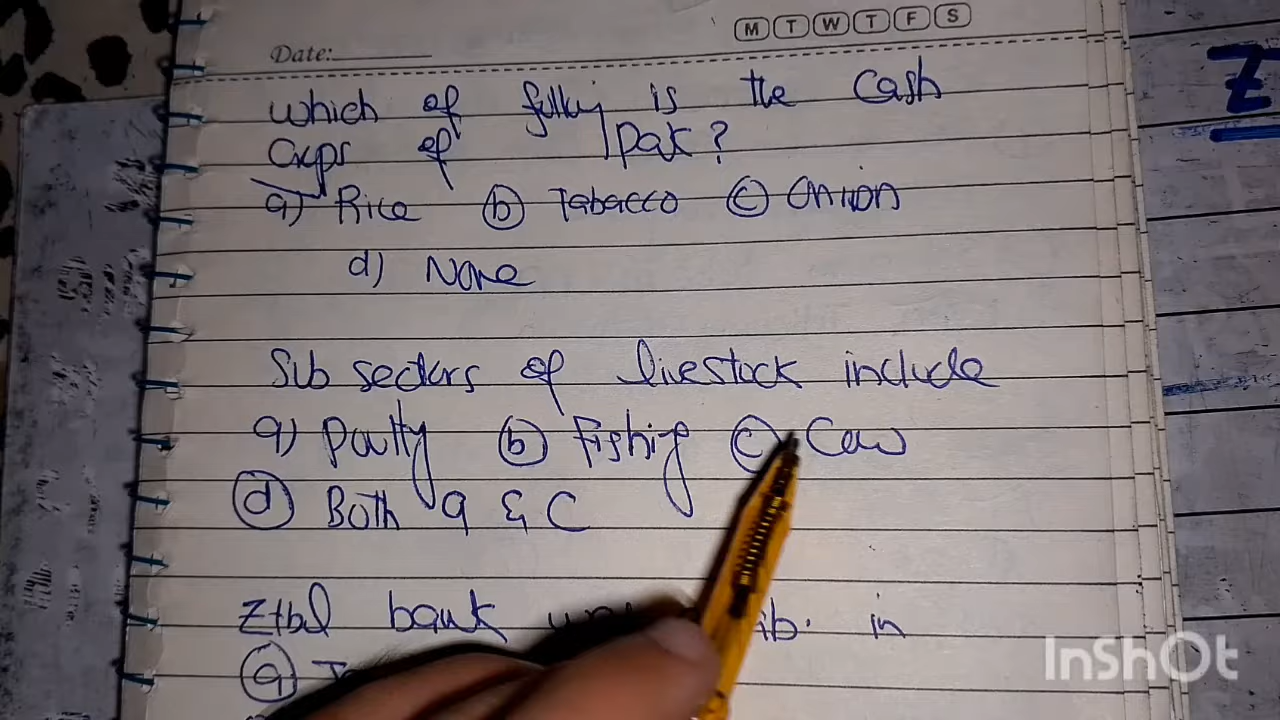 M T W T F S
Date:
Which of fully is the Cash
Crps of Pak?
a) Rice b) Tabacco c) Onion
d) None
Sub sectors of livestock include
a) Poulty b) Fishing c) Cow
d) Both a & C
Ztbl bank in
a)
Z
InShOt